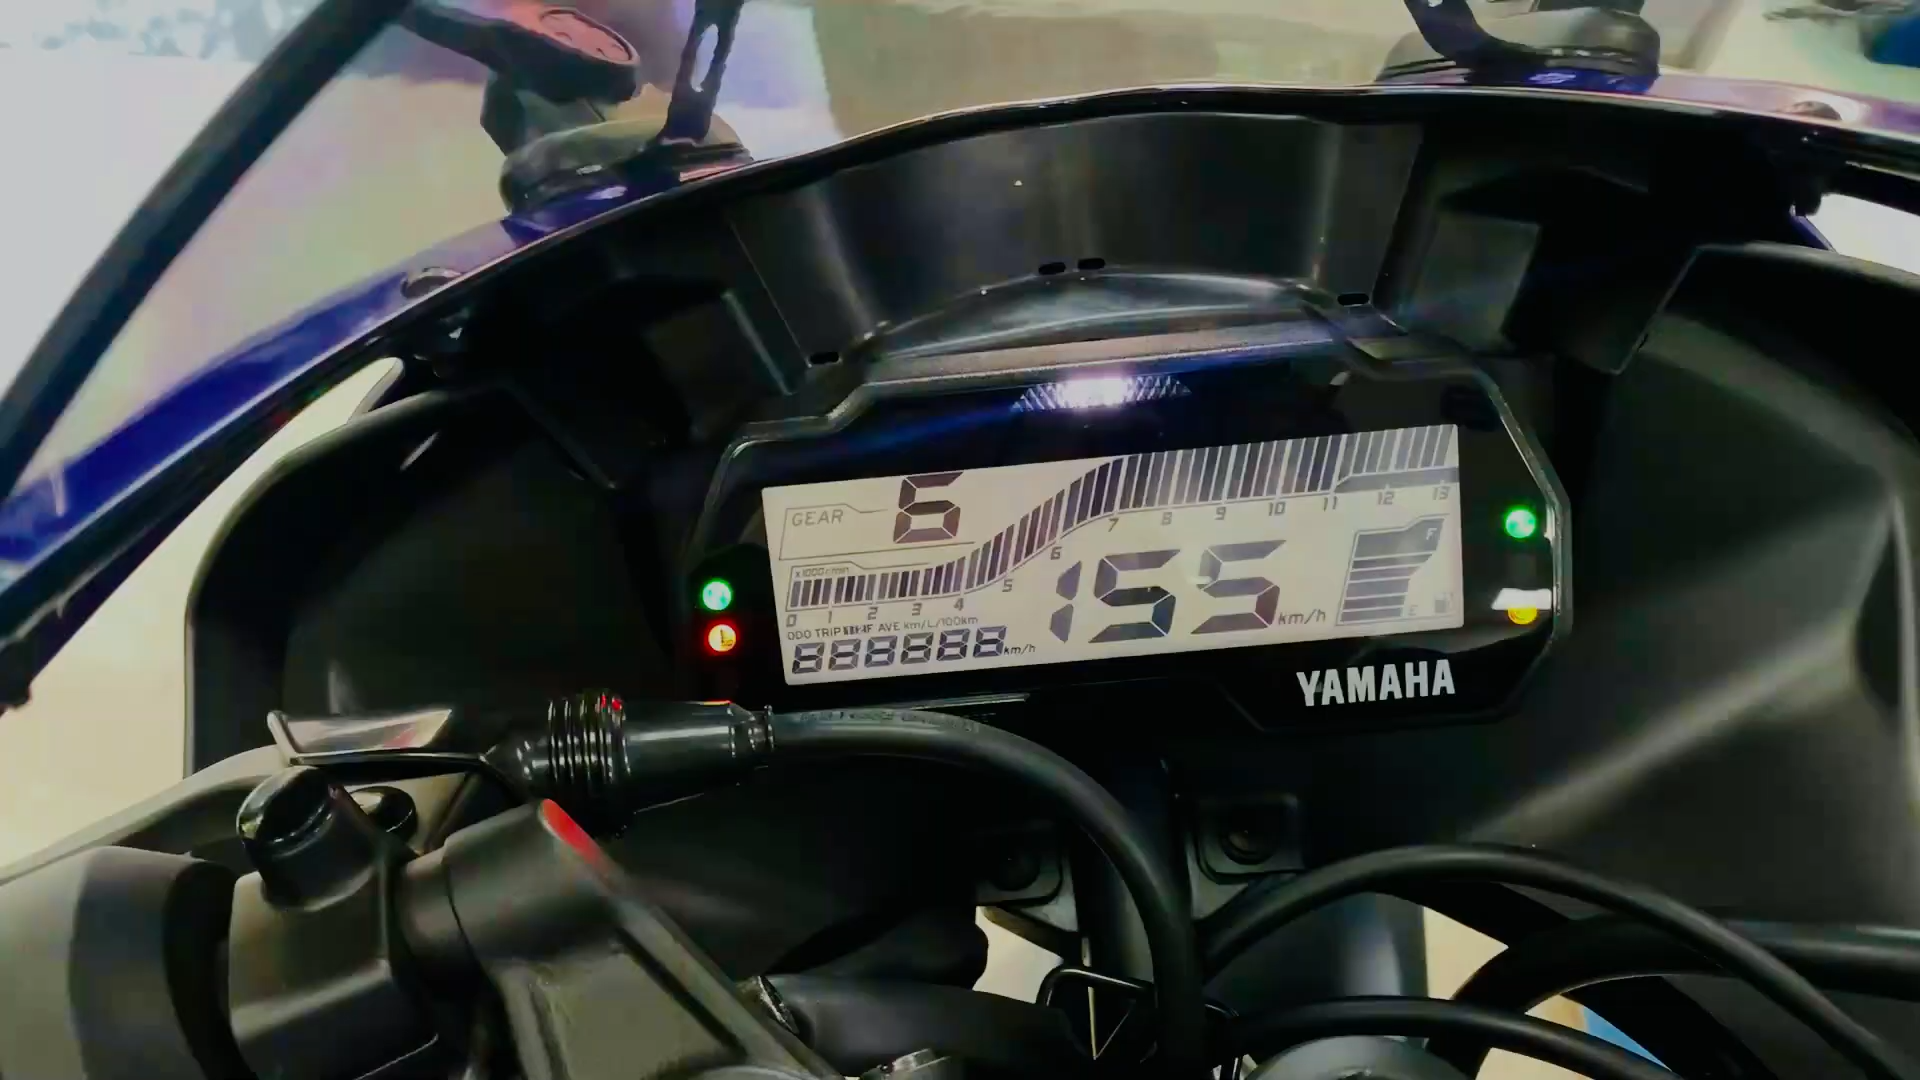 GEAR 6
x1000 r/min
0 1 2 3 4 5 6 7 8 9 10 11 12 13
F
155 km/h
E
ODO TRIP F AVE km/L/100km
888888 km/h
YAMAHA